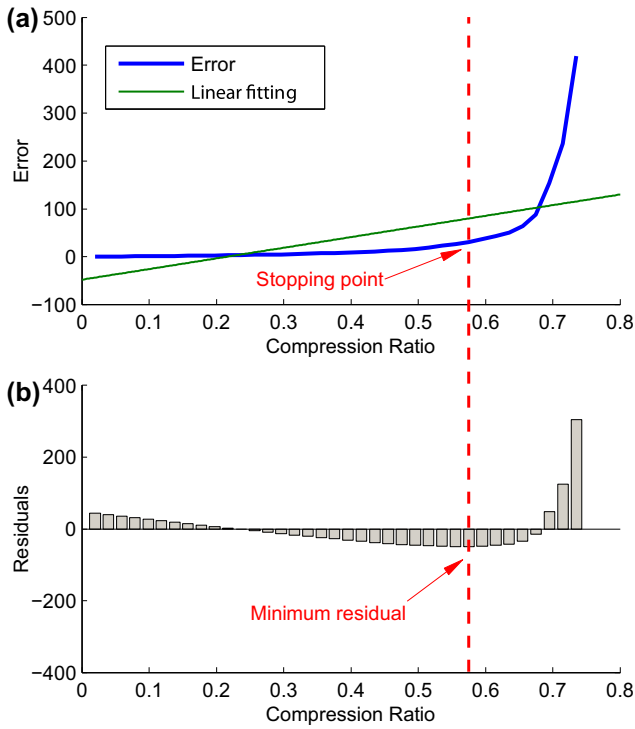 (a)
500
400
300
200
100
0
−100
Error
Error
Linear fitting
Stopping point
0 0.1 0.2 0.3 0.4 0.5 0.6 0.7 0.8
Compression Ratio
(b)
400
200
0
−200
−400
Residuals
Minimum residual
0 0.1 0.2 0.3 0.4 0.5 0.6 0.7 0.8
Compression Ratio